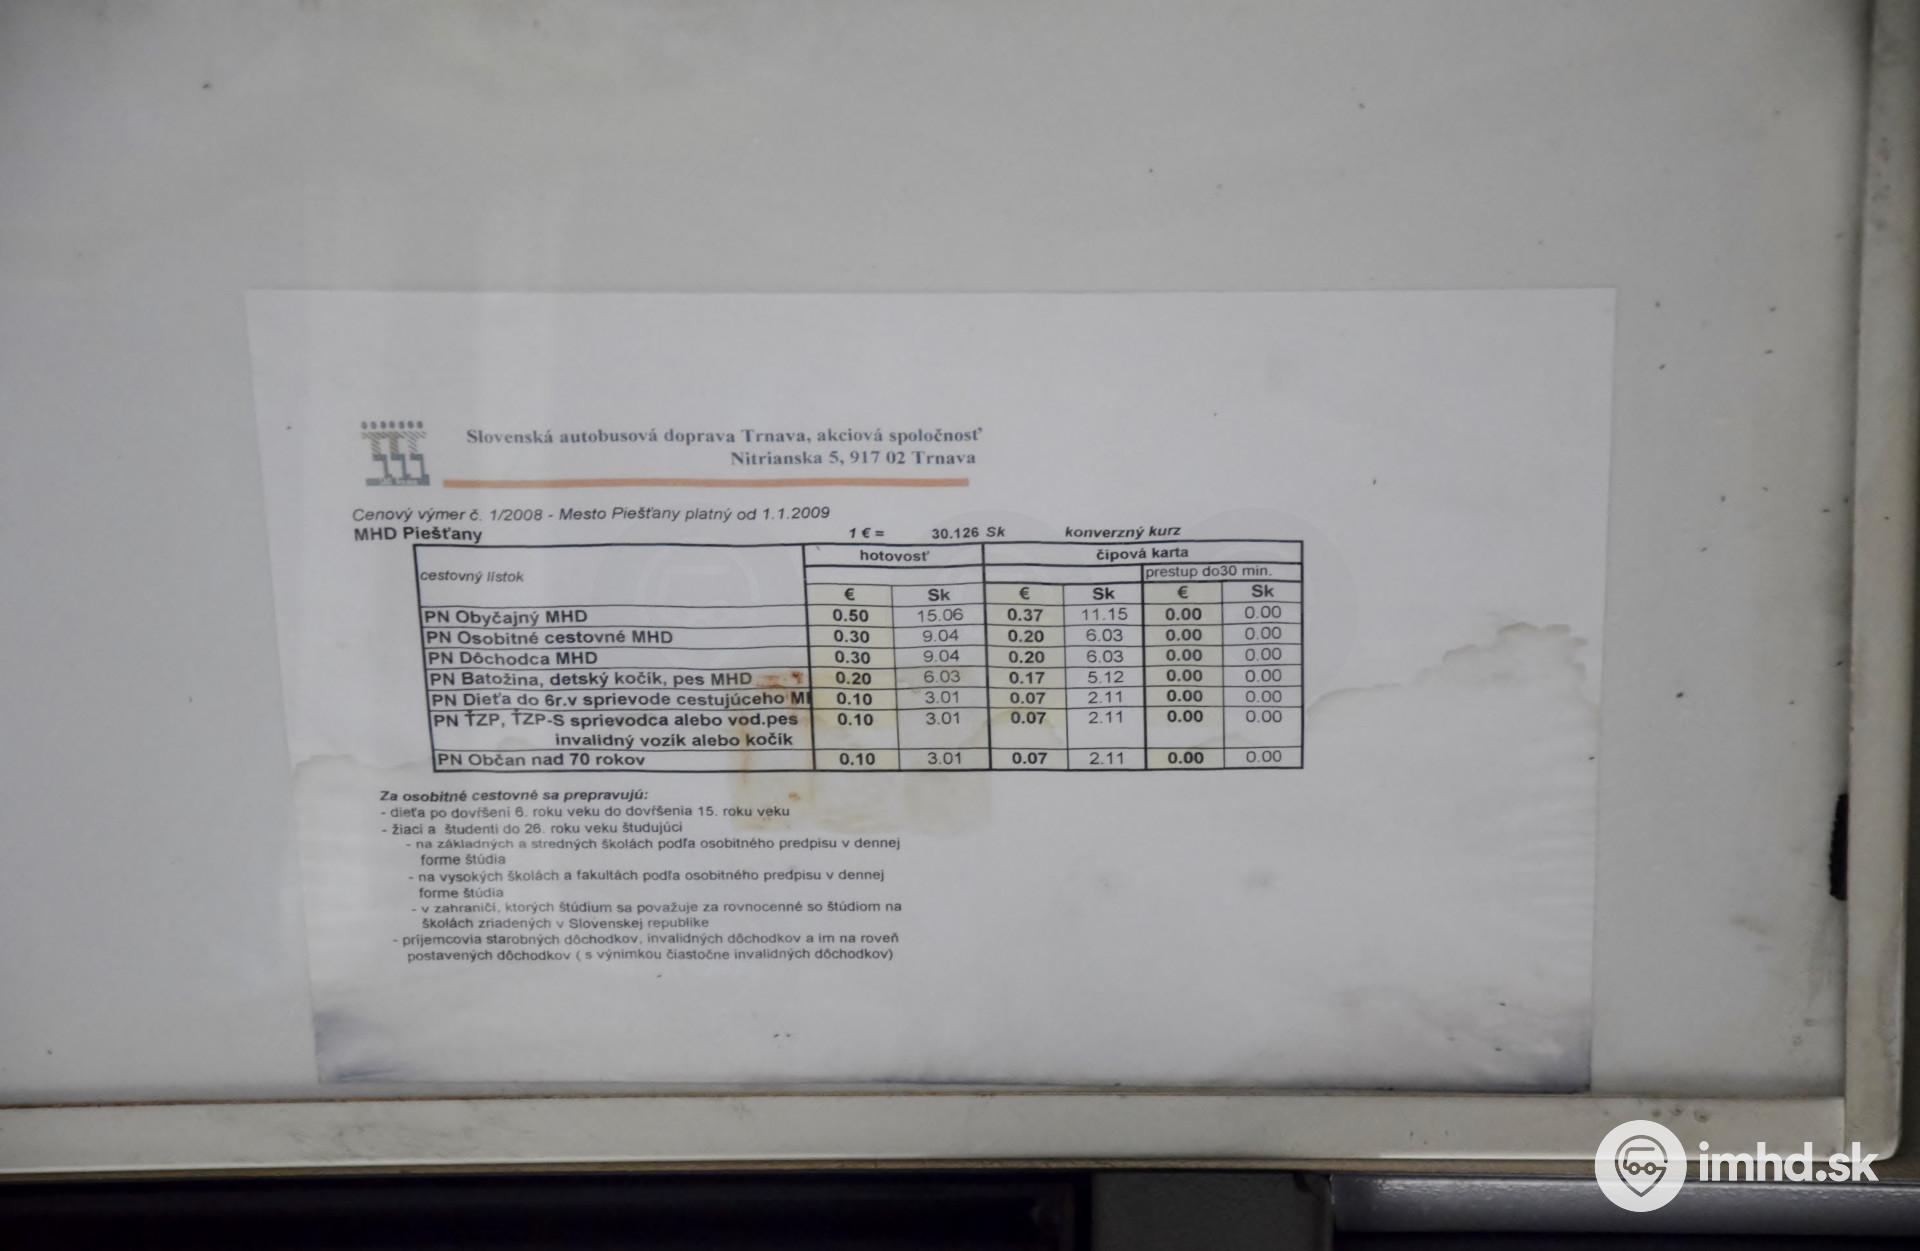 Slovenská autobusová doprava Trnava, akciová spoločnosť
Nitrianska 5, 917 02 Trnava
Cenový výmer č. 1/2008 - Mesto Piešťany platný od 1.1.2009
MHD Piešťany 1 € = 30.126 Sk konverzný kurz
hotovosť čipová karta
cestovný lístok prestup do30 min.
€ Sk € Sk € Sk
PN Obyčajný MHD 0.50 15.06 0.37 11.15 0.00 0.00
PN Osobitné cestovné MHD 0.30 9.04 0.20 6.03 0.00 0.00
PN Dôchodca MHD 0.30 9.04 0.20 6.03 0.00 0.00
PN Batožina, detský kočík, pes MHD 0.20 6.03 0.17 5.12 0.00 0.00
PN Dieťa do 6r.v sprievode cestujúceho 0.10 3.01 0.07 2.11 0.00 0.00
PN ŤZP, ŤZP-S sprievodca alebo vod.pes 0.10 3.01 0.07 2.11 0.00 0.00
invalidný vozík alebo kočík
PN Občan nad 70 rokov 0.10 3.01 0.07 2.11 0.00 0.00
Za osobitné cestovné sa prepravujú:
- dieťa po dovŕšení 6. roku veku do dovŕšenia 15. roku veku
- žiaci a študenti do 26. roku veku študujúci
- na základných a stredných školách podľa osobitného predpisu v dennej
forme štúdia
- na vysokých školách a fakultách podľa osobitného predpisu v dennej
forme štúdia
- v zahraničí, ktorých štúdium sa považuje za rovnocenné so štúdiom na
školách zriadených v Slovenskej republike
- príjemcovia starobných dôchodkov, invalidných dôchodkov a im na roveň
postavených dôchodkov ( s výnimkou čiastočne invalidných dôchodkov)
imhd.sk